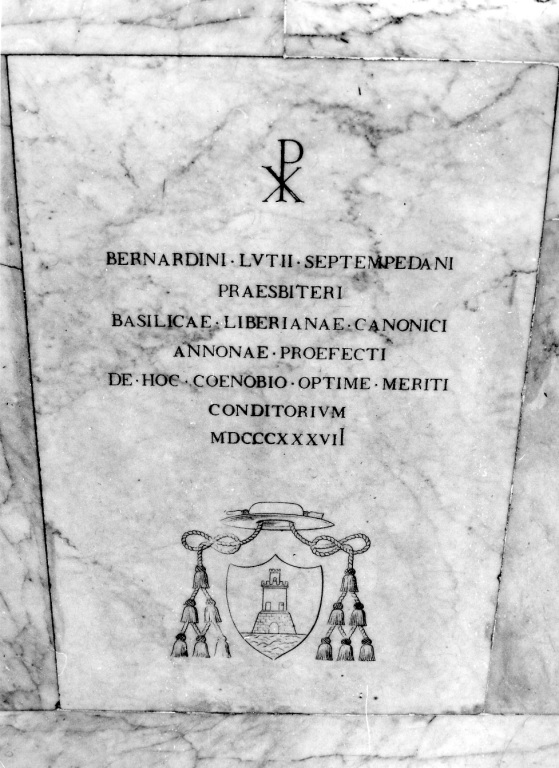 ☧
BERNARDINI · LVTII · SEPTEMPEDANI
PRAESBITERI
BASILICAE · LIBERIANAE · CANONICI
ANNONAE · PROEFECTI
DE · HOC · COENOBIO · OPTIME · MERITI
CONDITORIVM
MDCCCXXXVII